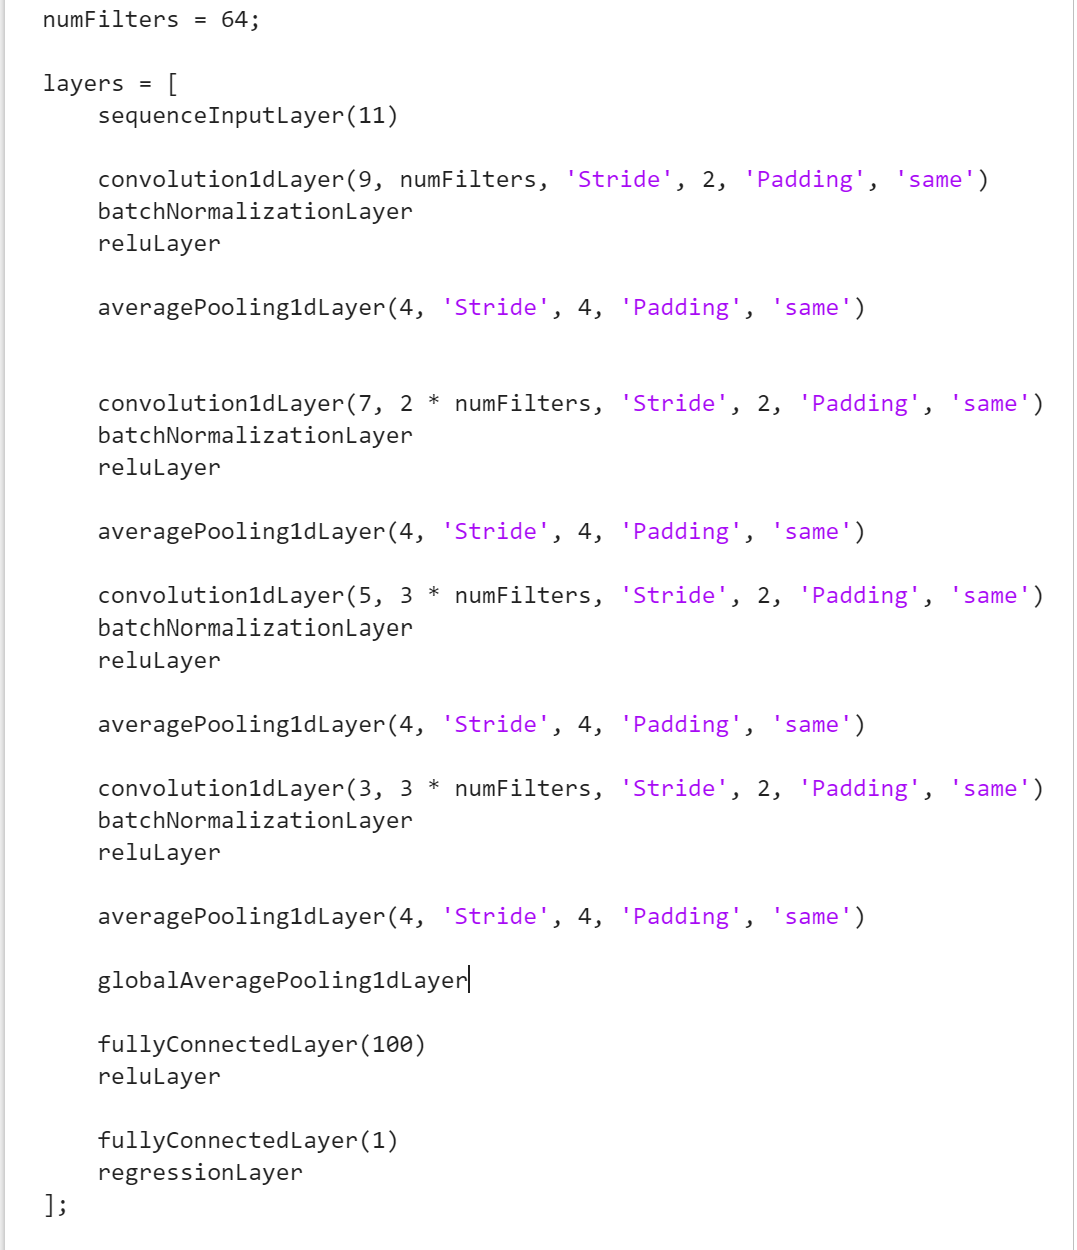 numFilters = 64;
layers = [
sequenceInputLayer(11)
convolution1dLayer(9, numFilters, 'Stride', 2, 'Padding', 'same')
batchNormalizationLayer
reluLayer
averagePooling1dLayer(4, 'Stride', 4, 'Padding', 'same')
convolution1dLayer(7, 2 * numFilters, 'Stride', 2, 'Padding', 'same')
batchNormalizationLayer
reluLayer
averagePooling1dLayer(4, 'Stride', 4, 'Padding', 'same')
convolution1dLayer(5, 3 * numFilters, 'Stride', 2, 'Padding', 'same')
batchNormalizationLayer
reluLayer
averagePooling1dLayer(4, 'Stride', 4, 'Padding', 'same')
convolution1dLayer(3, 3 * numFilters, 'Stride', 2, 'Padding', 'same')
batchNormalizationLayer
reluLayer
averagePooling1dLayer(4, 'Stride', 4, 'Padding', 'same')
globalAveragePooling1dLayer
fullyConnectedLayer(100)
reluLayer
fullyConnectedLayer(1)
regressionLayer
];